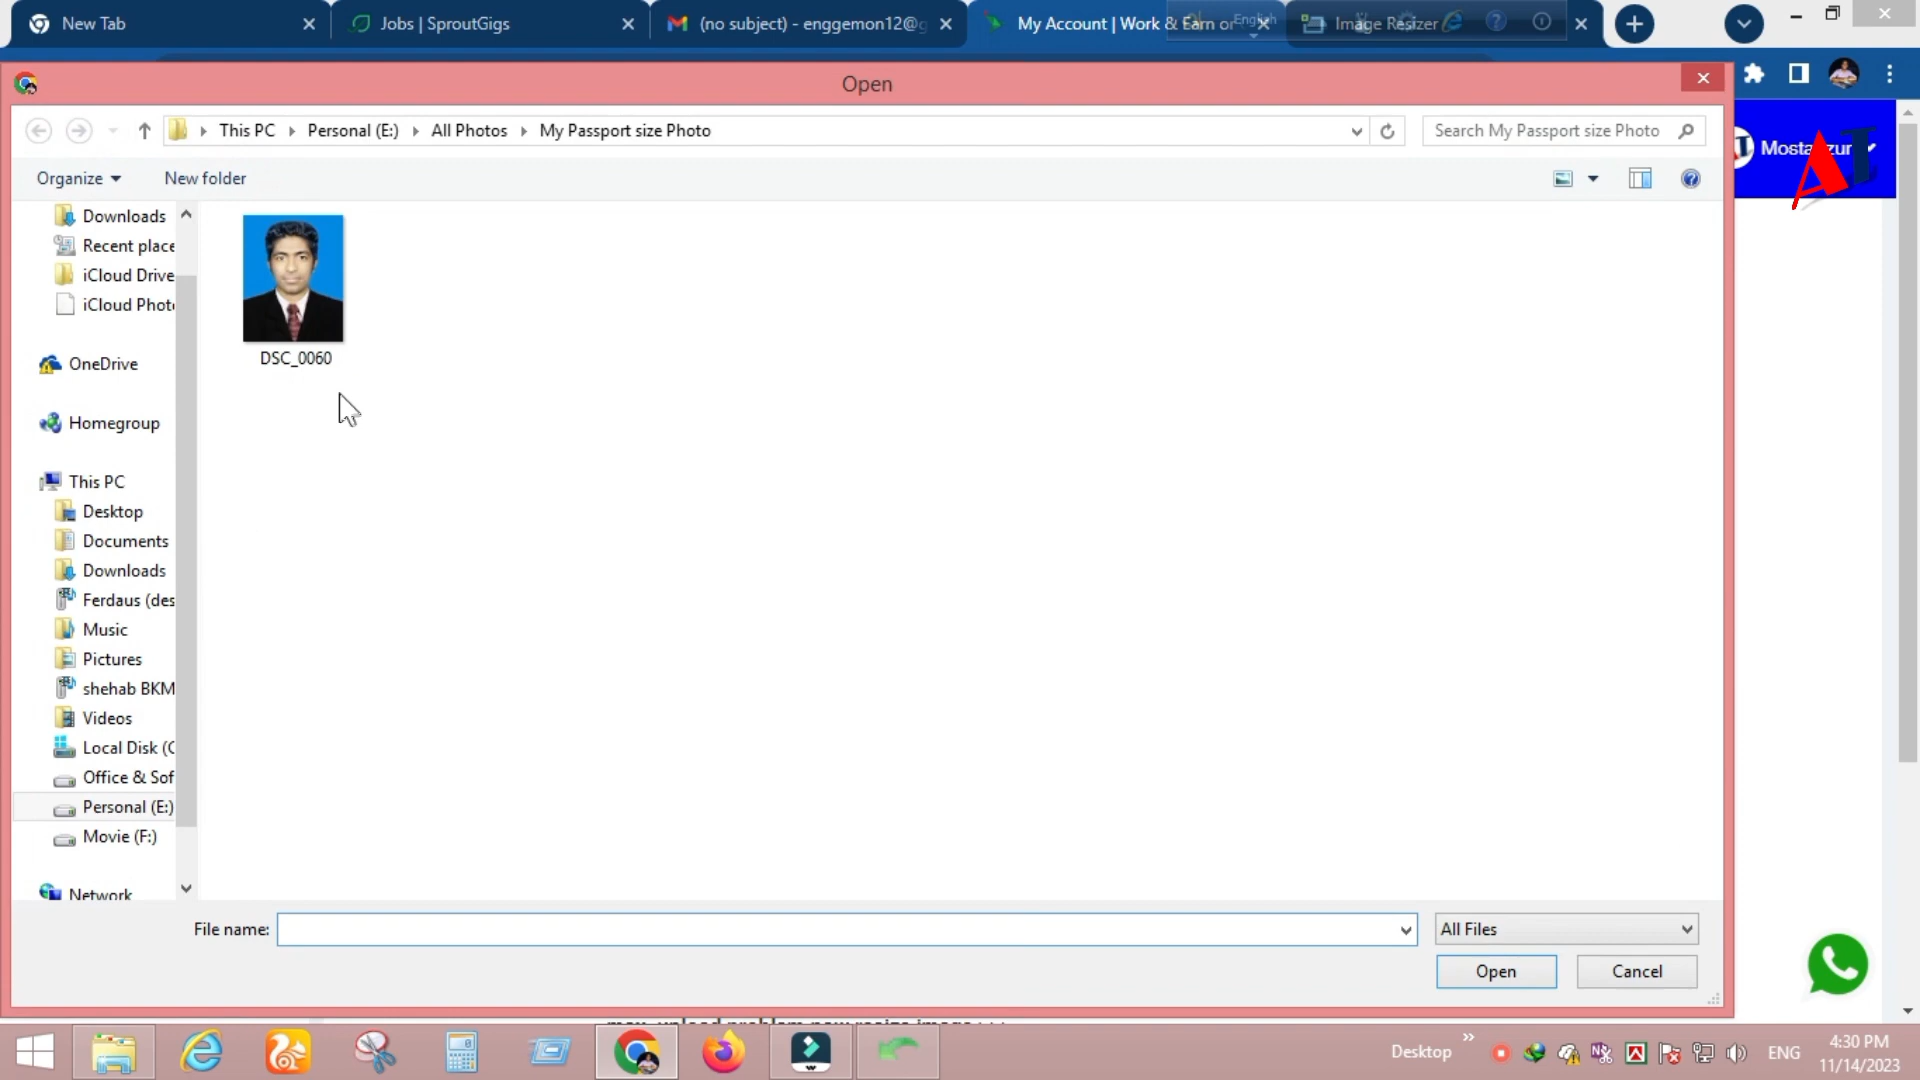 New Tab
Jobs | SproutGigs
(no subject) - enggemon12@g
My Account | Work & Earn or
English
Image Resizer
Open
This PC
Personal (E:)
All Photos
My Passport size Photo
Search My Passport size Photo
Organize
New folder
Downloads
Recent place
iCloud Drive
iCloud Phot
OneDrive
Homegroup
This PC
Desktop
Documents
Downloads
Ferdaus (des
Music
Pictures
shehab BKM
Videos
Local Disk (C
Office & Sof
Personal (E:)
Movie (F:)
Network
DSC_0060
File name:
All Files
Open
Cancel
Desktop
ENG
4:30 PM
11/14/2023